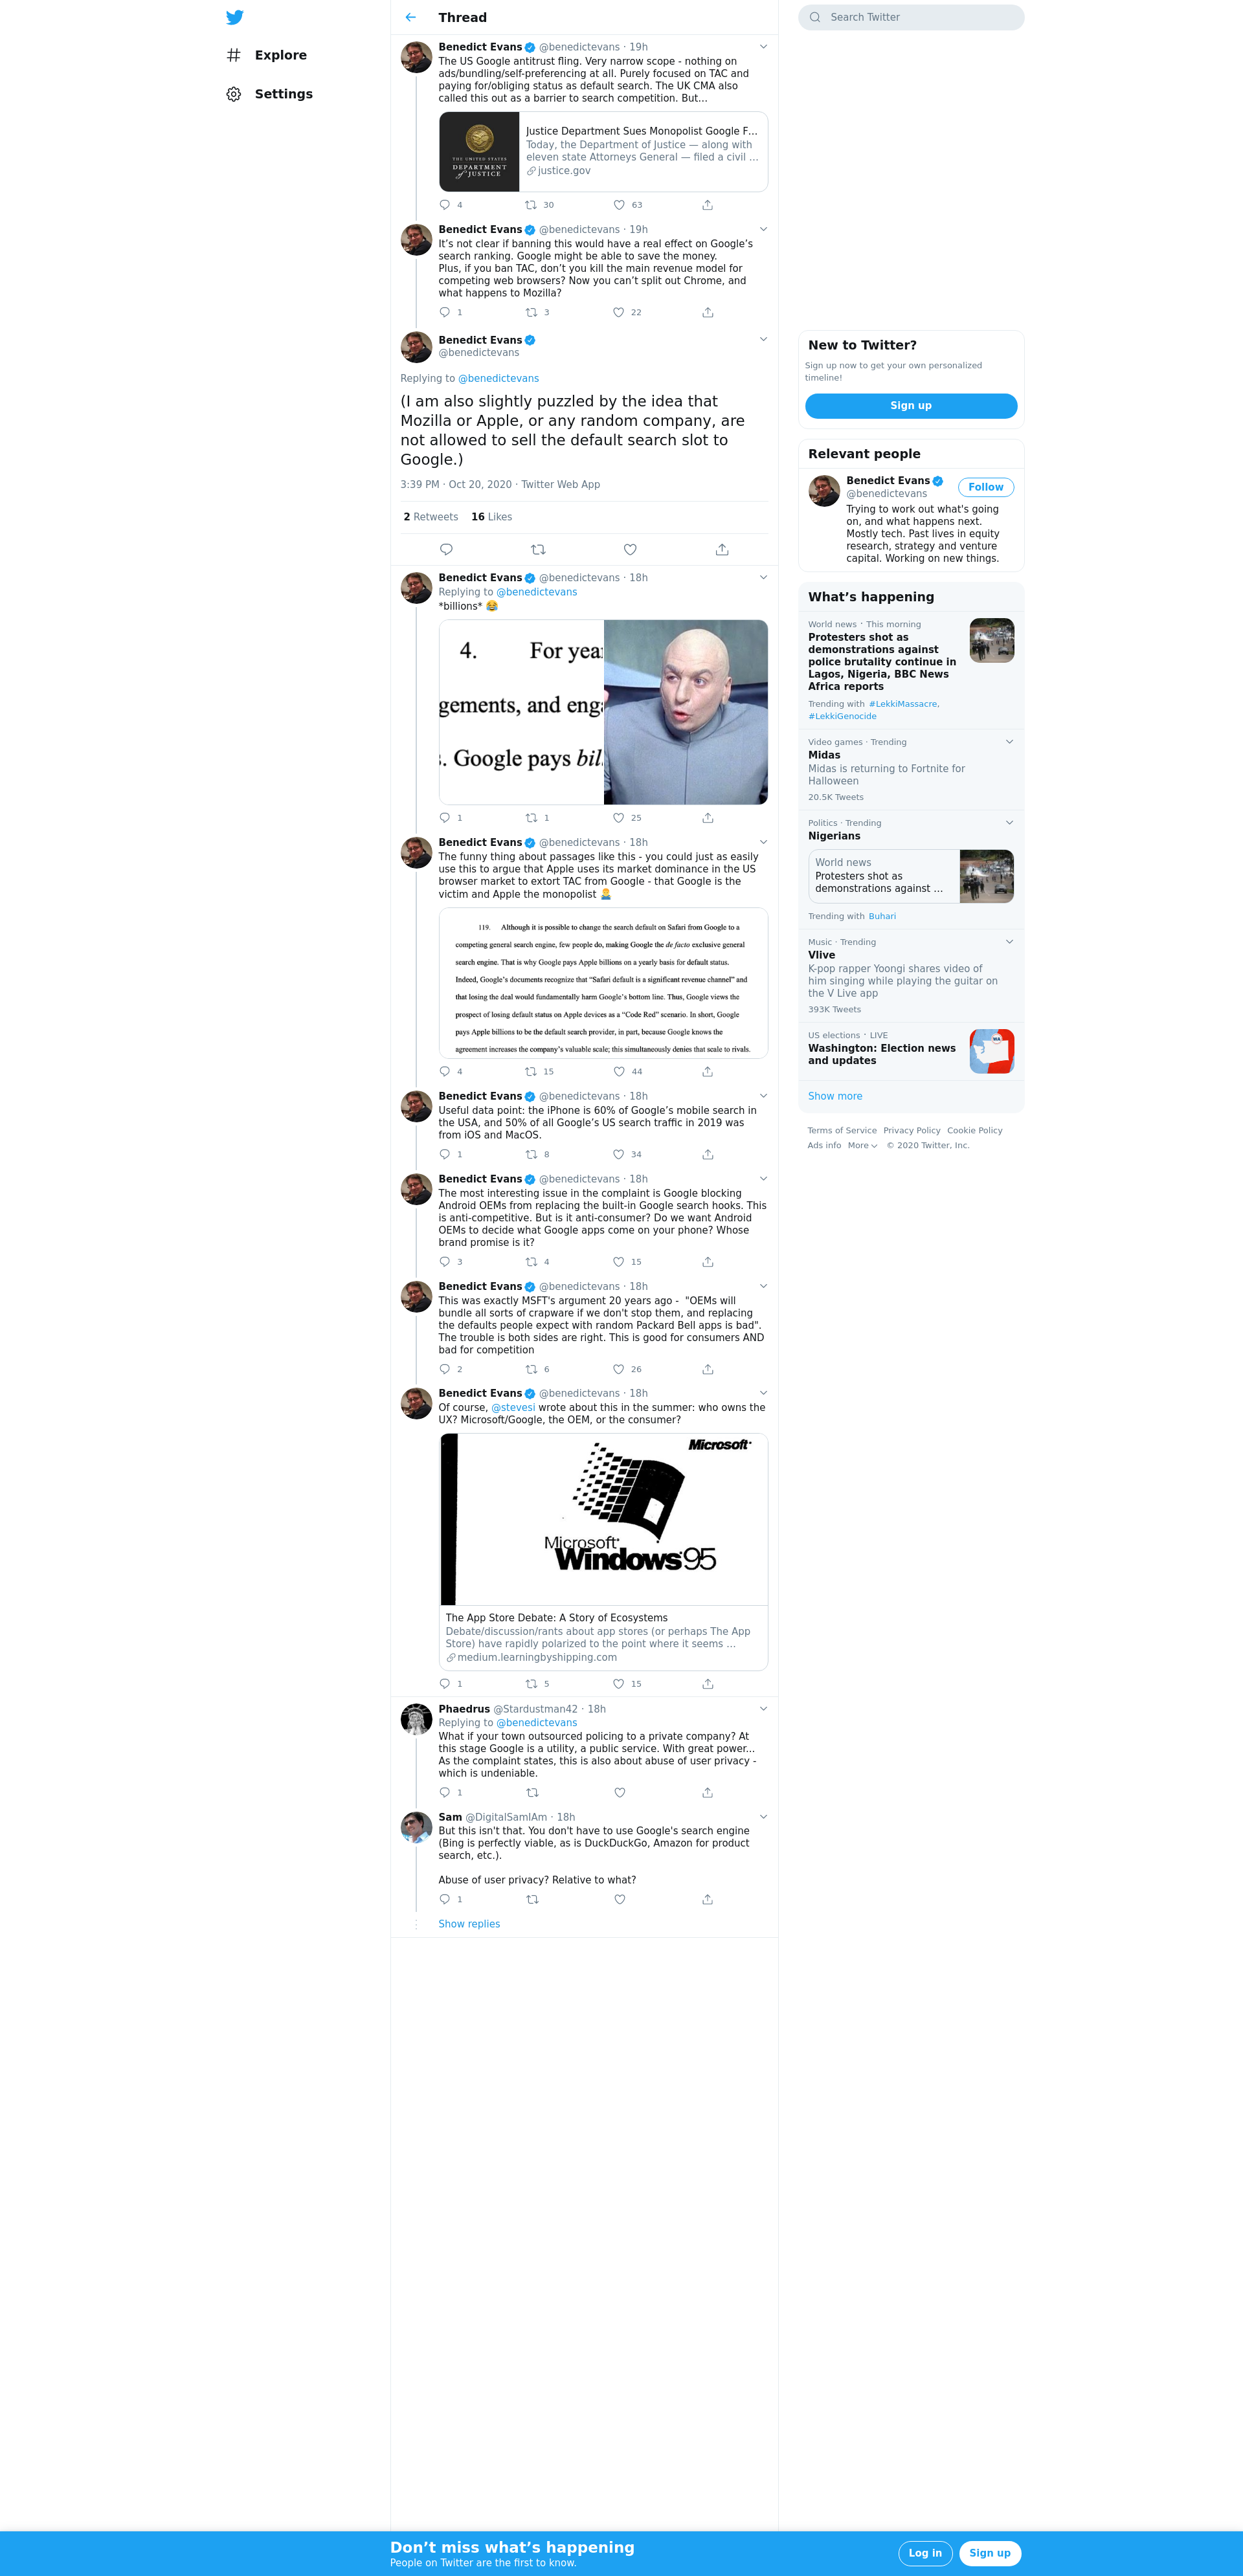 Explore
Settings
Thread
Benedict Evans @benedictevans · 19h
The US Google antitrust fling. Very narrow scope - nothing on
ads/bundling/self-preferencing at all. Purely focused on TAC and
paying for/obliging status as default search. The UK CMA also
called this out as a barrier to search competition. But…
THE UNITED STATES
DEPARTMENT
of JUSTICE
Justice Department Sues Monopolist Google F…
Today, the Department of Justice — along with
eleven state Attorneys General — filed a civil …
justice.gov
4 30 63
Benedict Evans @benedictevans · 19h
It’s not clear if banning this would have a real effect on Google’s
search ranking. Google might be able to save the money.
Plus, if you ban TAC, don’t you kill the main revenue model for
competing web browsers? Now you can’t split out Chrome, and
what happens to Mozilla?
1 3 22
Benedict Evans
@benedictevans
Replying to @benedictevans
(I am also slightly puzzled by the idea that
Mozilla or Apple, or any random company, are
not allowed to sell the default search slot to
Google.)
3:39 PM · Oct 20, 2020 · Twitter Web App
2 Retweets 16 Likes
Benedict Evans @benedictevans · 18h
Replying to @benedictevans
*billions* 😂
4. For year
gements, and eng
. Google pays bil
1 1 25
Benedict Evans @benedictevans · 18h
The funny thing about passages like this - you could just as easily
use this to argue that Apple uses its market dominance in the US
browser market to extort TAC from Google - that Google is the
victim and Apple the monopolist
119. Although it is possible to change the search default on Safari from Google to a
competing general search engine, few people do, making Google the de facto exclusive general
search engine. That is why Google pays Apple billions on a yearly basis for default status.
Indeed, Google’s documents recognize that “Safari default is a significant revenue channel” and
that losing the deal would fundamentally harm Google’s bottom line. Thus, Google views the
prospect of losing default status on Apple devices as a “Code Red” scenario. In short, Google
pays Apple billions to be the default search provider, in part, because Google knows the
agreement increases the company’s valuable scale; this simultaneously denies that scale to rivals.
4 15 44
Benedict Evans @benedictevans · 18h
Useful data point: the iPhone is 60% of Google’s mobile search in
the USA, and 50% of all Google’s US search traffic in 2019 was
from iOS and MacOS.
1 8 34
Benedict Evans @benedictevans · 18h
The most interesting issue in the complaint is Google blocking
Android OEMs from replacing the built-in Google search hooks. This
is anti-competitive. But is it anti-consumer? Do we want Android
OEMs to decide what Google apps come on your phone? Whose
brand promise is it?
3 4 15
Benedict Evans @benedictevans · 18h
This was exactly MSFT's argument 20 years ago - "OEMs will
bundle all sorts of crapware if we don't stop them, and replacing
the defaults people expect with random Packard Bell apps is bad".
The trouble is both sides are right. This is good for consumers AND
bad for competition
2 6 26
Benedict Evans @benedictevans · 18h
Of course, @stevesi wrote about this in the summer: who owns the
UX? Microsoft/Google, the OEM, or the consumer?
Microsoft
Microsoft
Windows 95
The App Store Debate: A Story of Ecosystems
Debate/discussion/rants about app stores (or perhaps The App
Store) have rapidly polarized to the point where it seems …
medium.learningbyshipping.com
1 5 15
Phaedrus @Stardustman42 · 18h
Replying to @benedictevans
What if your town outsourced policing to a private company? At
this stage Google is a utility, a public service. With great power...
As the complaint states, this is also about abuse of user privacy -
which is undeniable.
1
Sam @DigitalSamIAm · 18h
But this isn't that. You don't have to use Google's search engine
(Bing is perfectly viable, as is DuckDuckGo, Amazon for product
search, etc.).
Abuse of user privacy? Relative to what?
1
Show replies
Search Twitter
New to Twitter?
Sign up now to get your own personalized
timeline!
Sign up
Relevant people
Benedict Evans
@benedictevans
Follow
Trying to work out what's going
on, and what happens next.
Mostly tech. Past lives in equity
research, strategy and venture
capital. Working on new things.
What’s happening
World news · This morning
Protesters shot as
demonstrations against
police brutality continue in
Lagos, Nigeria, BBC News
Africa reports
Trending with #LekkiMassacre,
#LekkiGenocide
Video games · Trending
Midas
Midas is returning to Fortnite for
Halloween
20.5K Tweets
Politics · Trending
Nigerians
World news
Protesters shot as
demonstrations against …
Trending with Buhari
Music · Trending
Vlive
K-pop rapper Yoongi shares video of
him singing while playing the guitar on
the V Live app
393K Tweets
US elections · LIVE
Washington: Election news
and updates
WA
Show more
Terms of Service Privacy Policy Cookie Policy
Ads info More © 2020 Twitter, Inc.
Don’t miss what’s happening
People on Twitter are the first to know.
Log in
Sign up